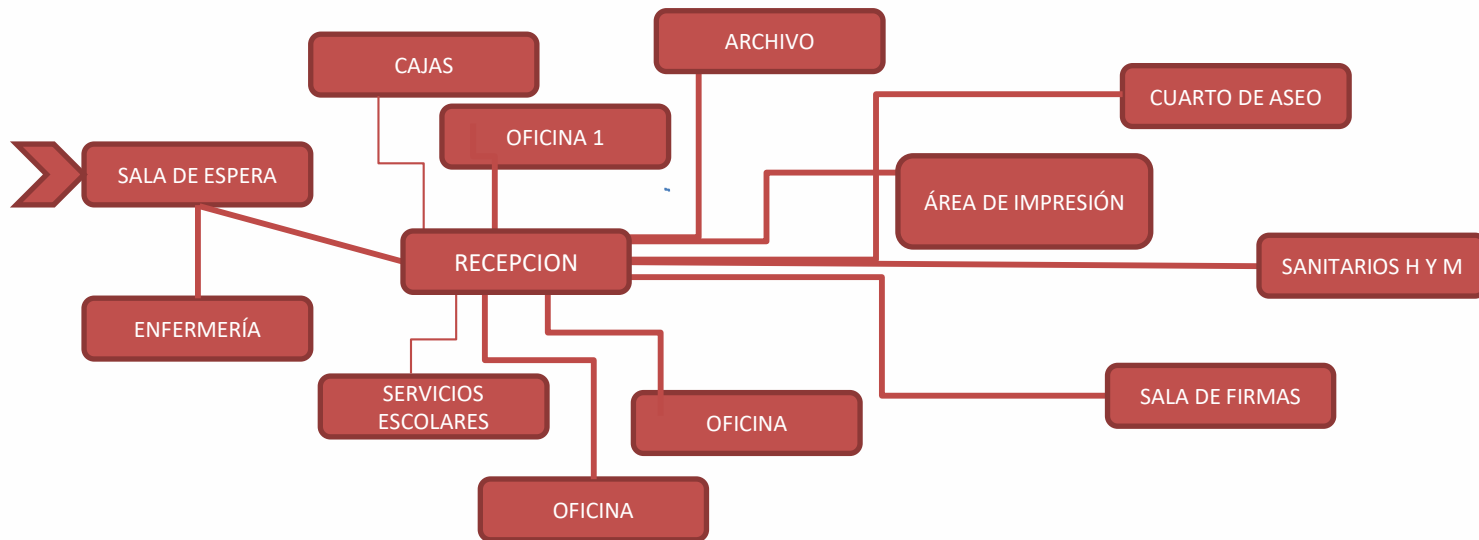 ARCHIVO
CAJAS
CUARTO DE ASEO
OFICINA 1
SALA DE ESPERA
ÁREA DE IMPRESIÓN
RECEPCION
SANITARIOS H Y M
ENFERMERÍA
SERVICIOS
ESCOLARES
SALA DE FIRMAS
OFICINA
OFICINA